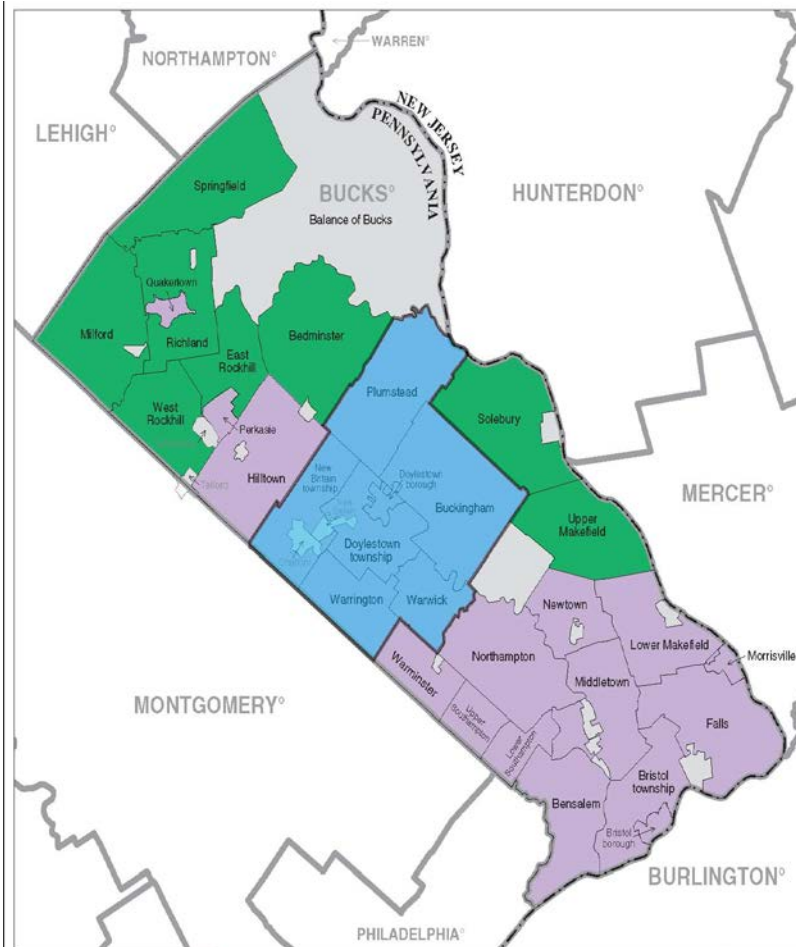 WARREN°
NORTHAMPTON°
NEW JERSEY
PENNSYLVANIA
LEHIGH°
Springfield
BUCKS°
HUNTERDON°
Balance of Bucks
Quakertown
Milford
Richland
East
Rockhill
Bedminster
Plumstead
West
Rockhill
Perkasie
Solebury
Telford
Hilltown
New
Britain
township
Doylestown
borough
MERCER°
Buckingham
Upper
Makefield
Doylestown
township
Warrington
Warwick
Newtown
Northampton
Lower Makefield
Morrisville
Warminster
Middletown
MONTGOMERY°
Upper
Southampton
Falls
Lower
Southampton
Bristol
township
Bensalem
Bristol
borough
BURLINGTON°
PHILADELPHIA°